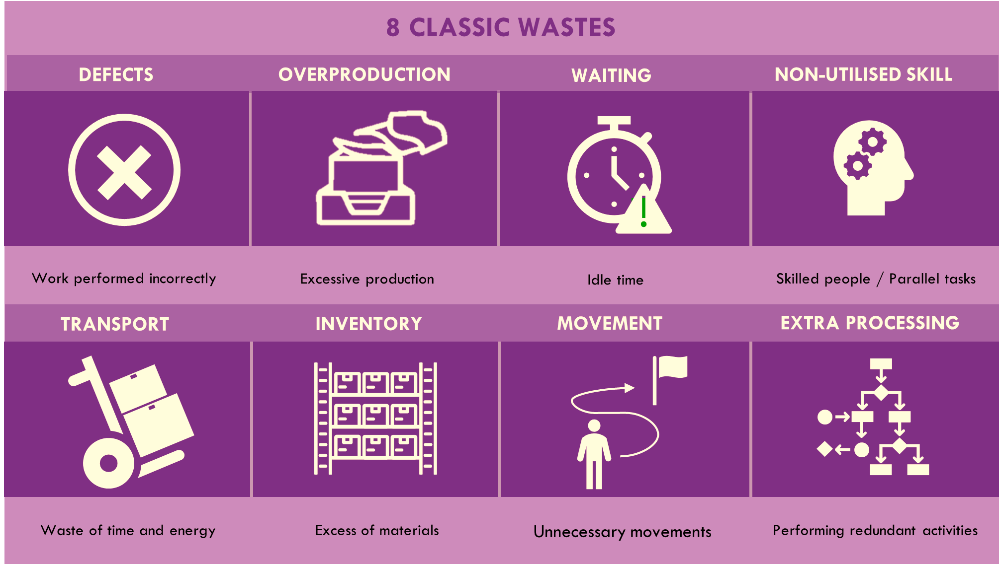 8 CLASSIC WASTES
DEFECTS
OVERPRODUCTION
WAITING
NON-UTILISED SKILL
Work performed incorrectly
Excessive production
Idle time
Skilled people / Parallel tasks
TRANSPORT
INVENTORY
MOVEMENT
EXTRA PROCESSING
Waste of time and energy
Excess of materials
Unnecessary movements
Performing redundant activities